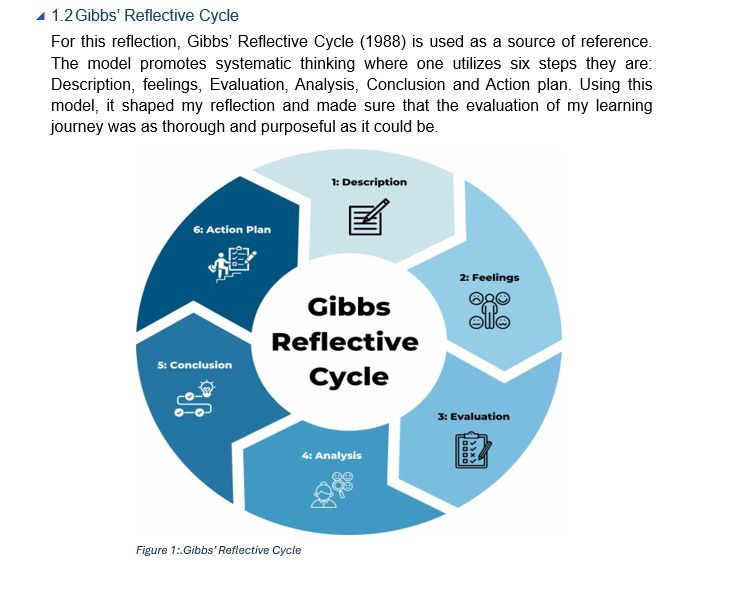 1.2 Gibbs' Reflective Cycle
For this reflection, Gibbs' Reflective Cycle (1988) is used as a source of reference.
The model promotes systematic thinking where one utilizes six steps they are:
Description, feelings, Evaluation, Analysis, Conclusion and Action plan. Using this
model, it shaped my reflection and made sure that the evaluation of my learning
journey was as thorough and purposeful as it could be.
1: Description
6: Action Plan
2: Feelings
Gibbs
Reflective
Cycle
5: Conclusion
3: Evaluation
4: Analysis
Figure 1:.Gibbs' Reflective Cycle